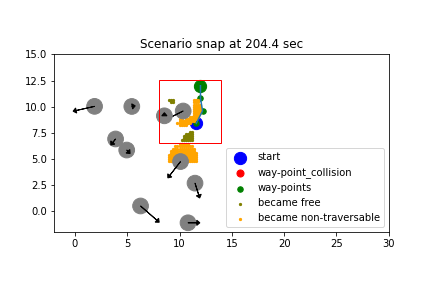 Scenario snap at 204.4 sec
15.0
12.5
10.0
7.5
5.0
2.5
0.0
0 5 10 15 20 25 30
start
way-point_collision
way-points
became free
became non-traversable